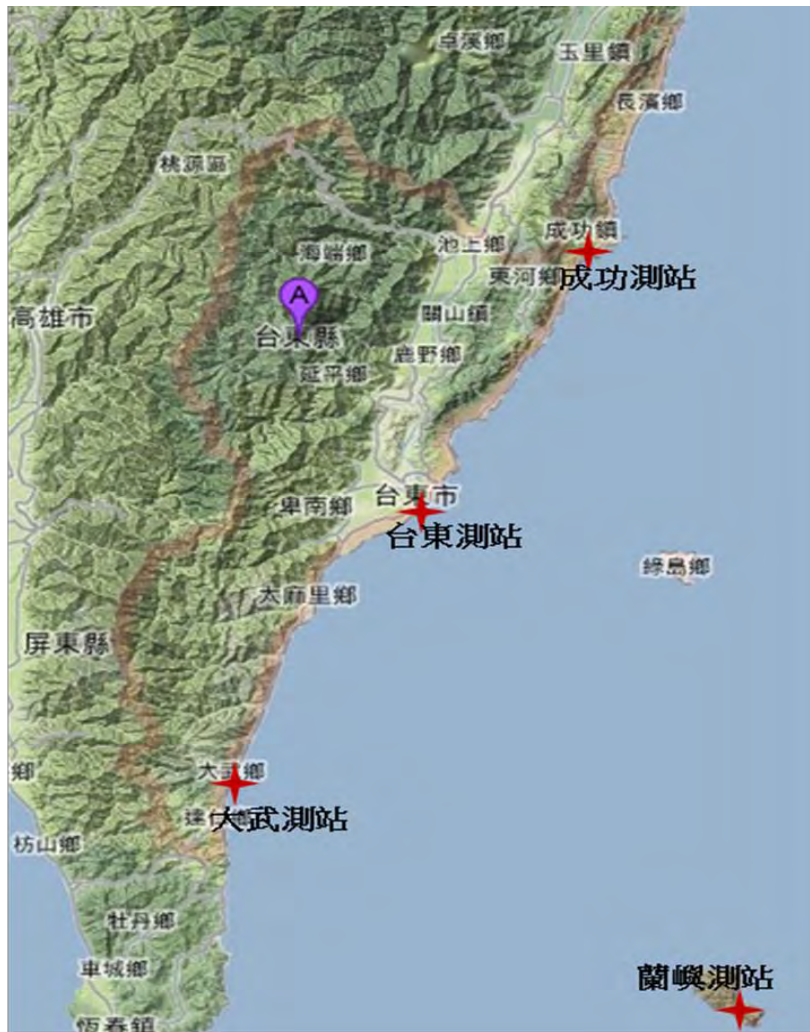 卓溪鄉
玉里鎮
長濱鄉
桃源區
成功鎮
池上鄉
海端鄉
東河鄉
成功測站
A
高雄市
關山鎮
台東縣
鹿野鄉
延平鄉
台東市
卑南鄉
台東測站
綠島鄉
太麻里鄉
屏東縣
鄉
大武鄉
達仁鄉
大武測站
枋山鄉
牡丹鄉
車城鄉
蘭嶼測站
恆春鎮